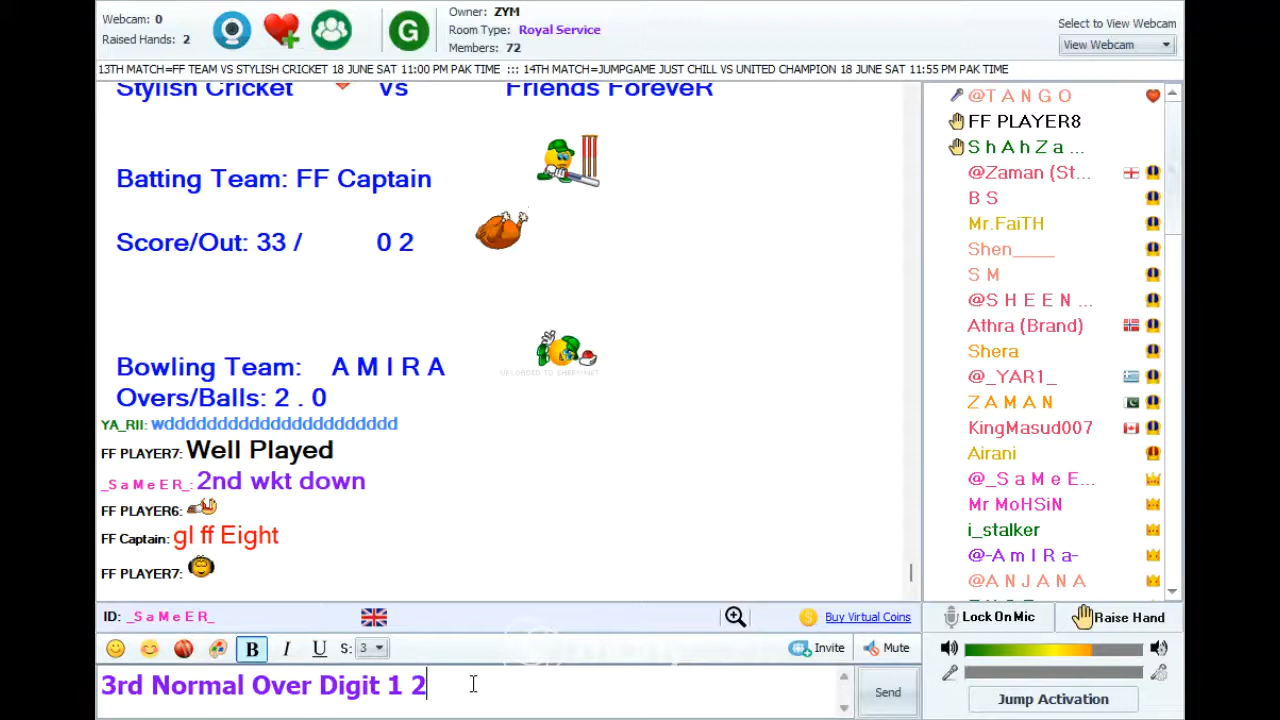 Webcam: 0
Raised Hands: 2
G
Owner: ZYM
Room Type: Royal Service
Members: 72
Select to View Webcam
View Webcam
13TH MATCH=FF TEAM VS STYLISH CRICKET 18 JUNE SAT 11:00 PM PAK TIME ::: 14TH MATCH=JUMPGAME JUST CHILL VS UNITED CHAMPION 18 JUNE SAT 11:55 PM PAK TIME
Stylish Cricket Vs Friends ForeveR
Batting Team: FF Captain
Score/Out: 33 / 0 2
Bowling Team: A M I R A
UPLOADED TO SHERO.NET
Overs/Balls: 2 . 0
YA_RII: wdddddddddddddddddddddd
FF PLAYER7: Well Played
_S a M e E R_: 2nd wkt down
FF PLAYER6:
FF Captain: gl ff Eight
FF PLAYER7:
@T A N G O
FF PLAYER8
S h A h Z a ...
@Zaman (St...
B S
Mr.FaiTH
Shen____
S M
@S H E E N ...
Athra (Brand)
Shera
@_YAR1_
Z A M A N
KingMasud007
Airani
@_S a M e E...
Mr MoHSiN
i_stalker
@-A m I R a-
@A N J A N A
ID: _S a M e E R_
Buy Virtual Coins
Lock On Mic
Raise Hand
B I U S: 3
Invite
Mute
3rd Normal Over Digit 1 2
Send
Jump Activation